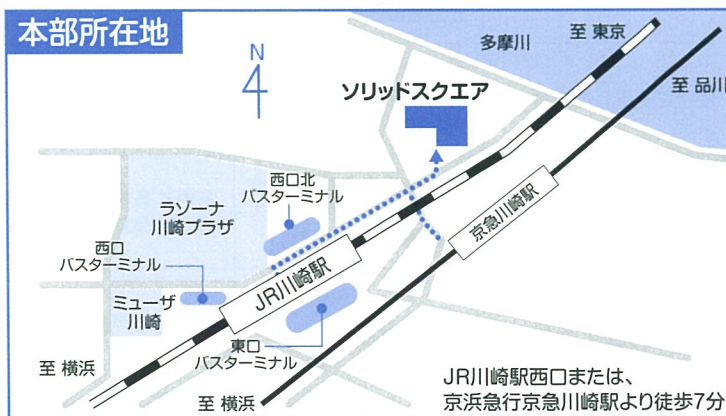 本部所在地
N
多摩川
至 東京
至 品川
ソリッドスクエア
西口北
バスターミナル
ラゾーナ
川崎プラザ
西口
バスターミナル
京急川崎駅
JR川崎駅
ミューザ
川崎
東口
バスターミナル
至 横浜
至 横浜
JR川崎駅西口または、
京浜急行京急川崎駅より徒歩7分